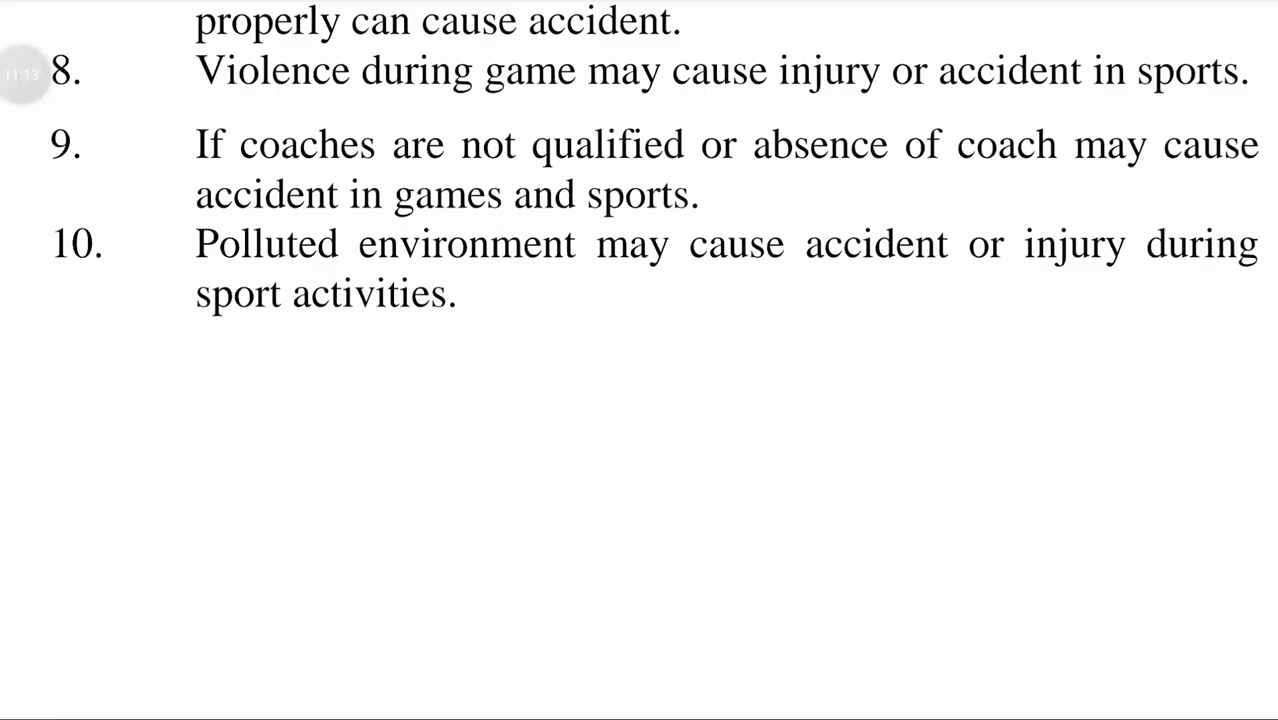 properly can cause accident.
11:13
8. Violence during game may cause injury or accident in sports.
9. If coaches are not qualified or absence of coach may cause
accident in games and sports.
10. Polluted environment may cause accident or injury during
sport activities.